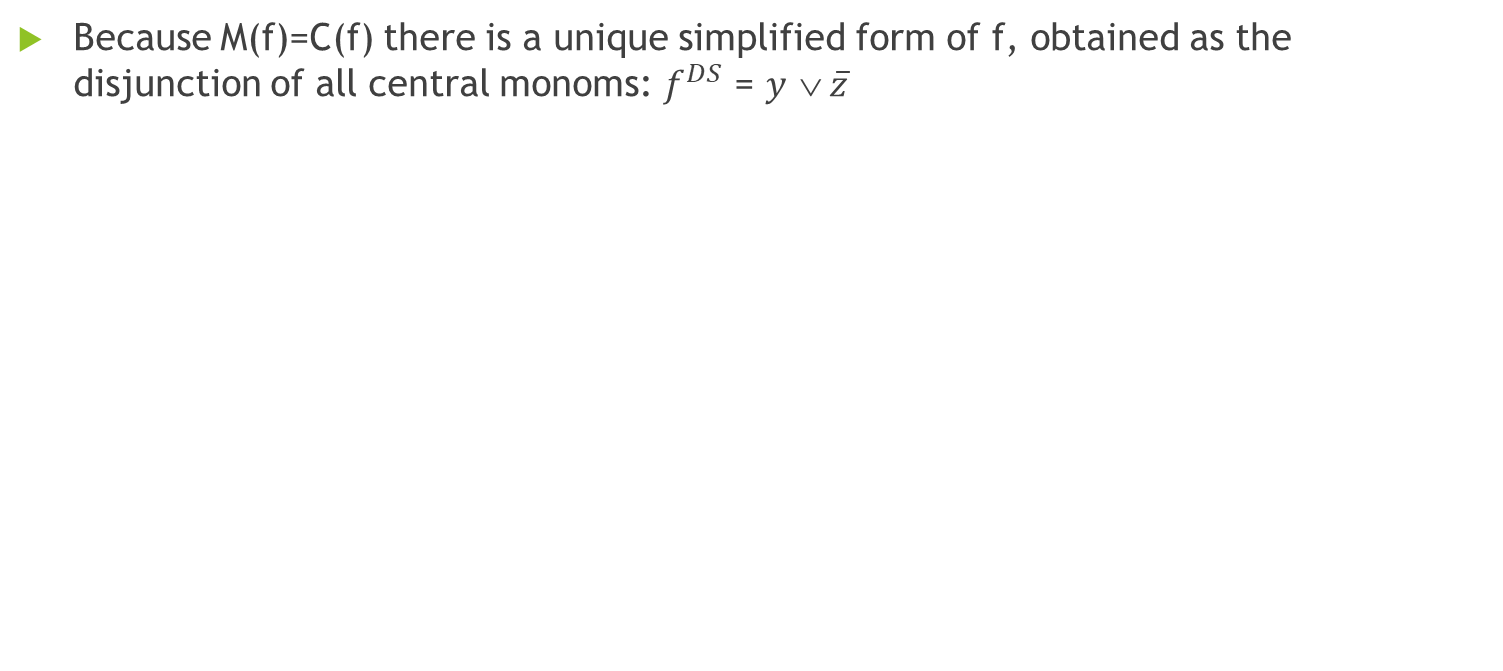 Because M(f)=C(f) there is a unique simplified form of f, obtained as the
disjunction of all central monoms: f^DS = y ∨ z̄